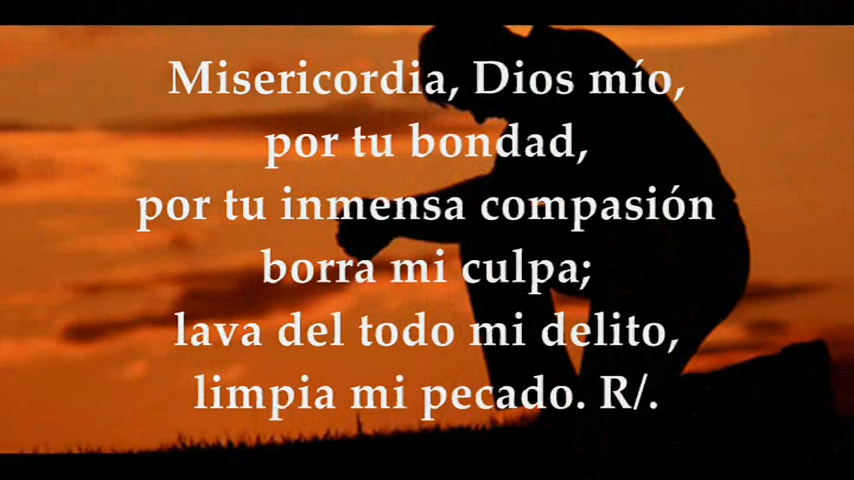 Misericordia, Dios mío,
por tu bondad,
por tu inmensa compasión
borra mi culpa;
lava del todo mi delito,
limpia mi pecado. R/.